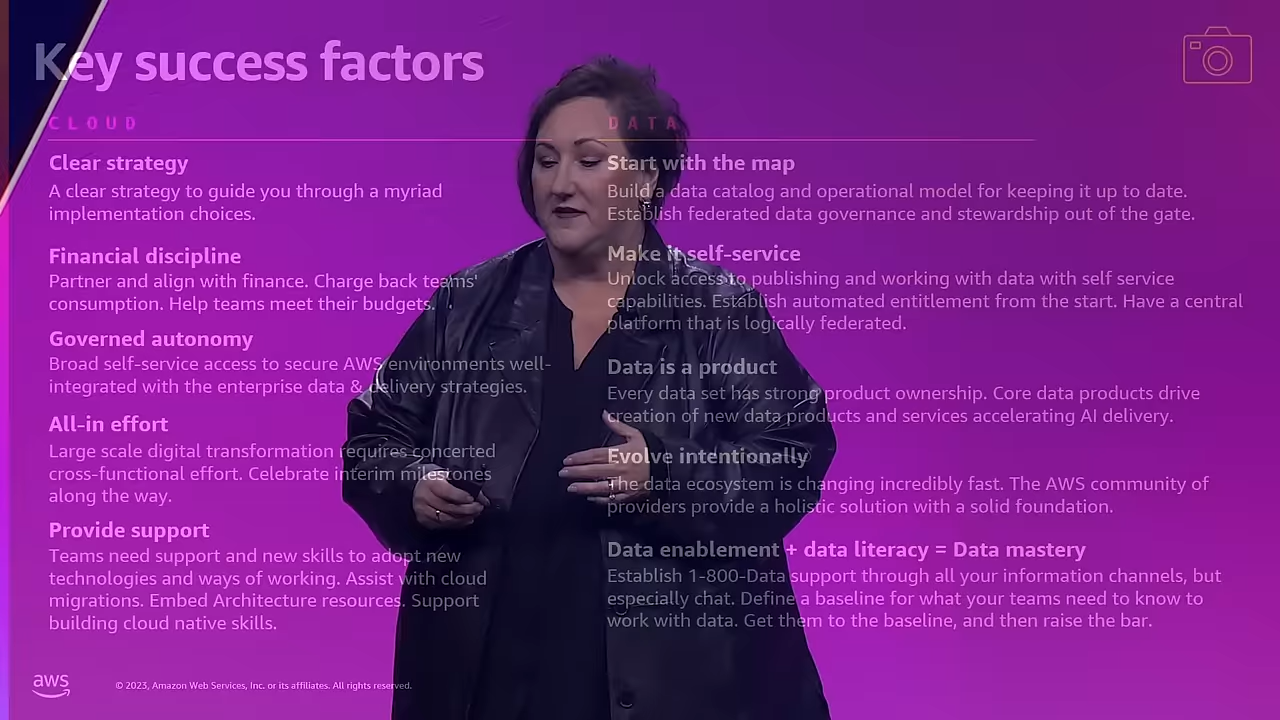 Key success factors
CLOUD
Clear strategy
A clear strategy to guide you through a myriad
implementation choices.
Financial discipline
Partner and align with finance. Charge back teams'
consumption. Help teams meet their budgets.
Governed autonomy
Broad self-service access to secure AWS environments well-
integrated with the enterprise data & delivery strategies.
All-in effort
Large scale digital transformation requires concerted
cross-functional effort. Celebrate interim milestones
along the way.
Provide support
Teams need support and new skills to adopt new
technologies and ways of working. Assist with cloud
migrations. Embed Architecture resources. Support
building cloud native skills.
DATA
Start with the map
Build a data catalog and operational model for keeping it up to date.
Establish federated data governance and stewardship out of the gate.
Make it self-service
Unlock access to publishing and working with data with self service
capabilities. Establish automated entitlement from the start. Have a central
platform that is logically federated.
Data is a product
Every data set has strong product ownership. Core data products drive
creation of new data products and services accelerating AI delivery.
Evolve intentionally
The data ecosystem is changing incredibly fast. The AWS community of
providers provide a holistic solution with a solid foundation.
Data enablement + data literacy = Data mastery
Establish 1-800-Data support through all your information channels, but
especially chat. Define a baseline for what your teams need to know to
work with data. Get them to the baseline, and then raise the bar.
aws
© 2023, Amazon Web Services, Inc. or its affiliates. All rights reserved.